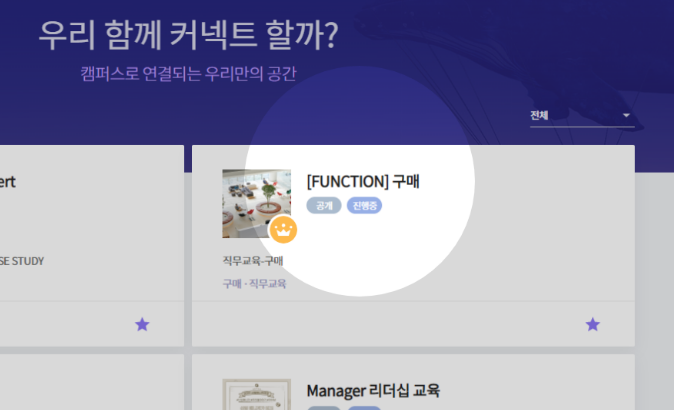 우리 함께 커넥트 할까?
캠퍼스로 연결되는 우리만의 공간
전체
ert
[FUNCTION] 구매
공개 진행중
SE STUDY
직무교육-구매
구매 · 직무교육
Manager 리더십 교육